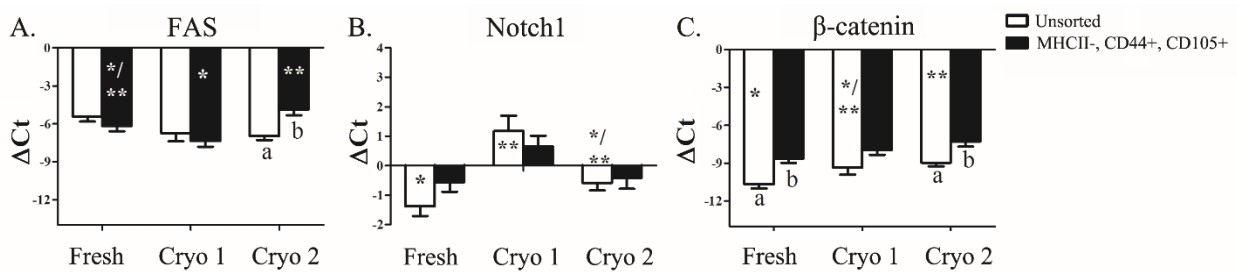 A. FAS
ΔCt
0
-3
-6
-9
-12
*/
**
*
**
a
b
Fresh Cryo 1 Cryo 2
B. Notch1
ΔCt
4
3
2
1
0
-1
-2
*
**
*/
**
Fresh Cryo 1 Cryo 2
C. β-catenin
ΔCt
0
-3
-6
-9
-12
*
*/
**
**
a
b
a
b
Fresh Cryo 1 Cryo 2
Unsorted
MHCII-, CD44+, CD105+